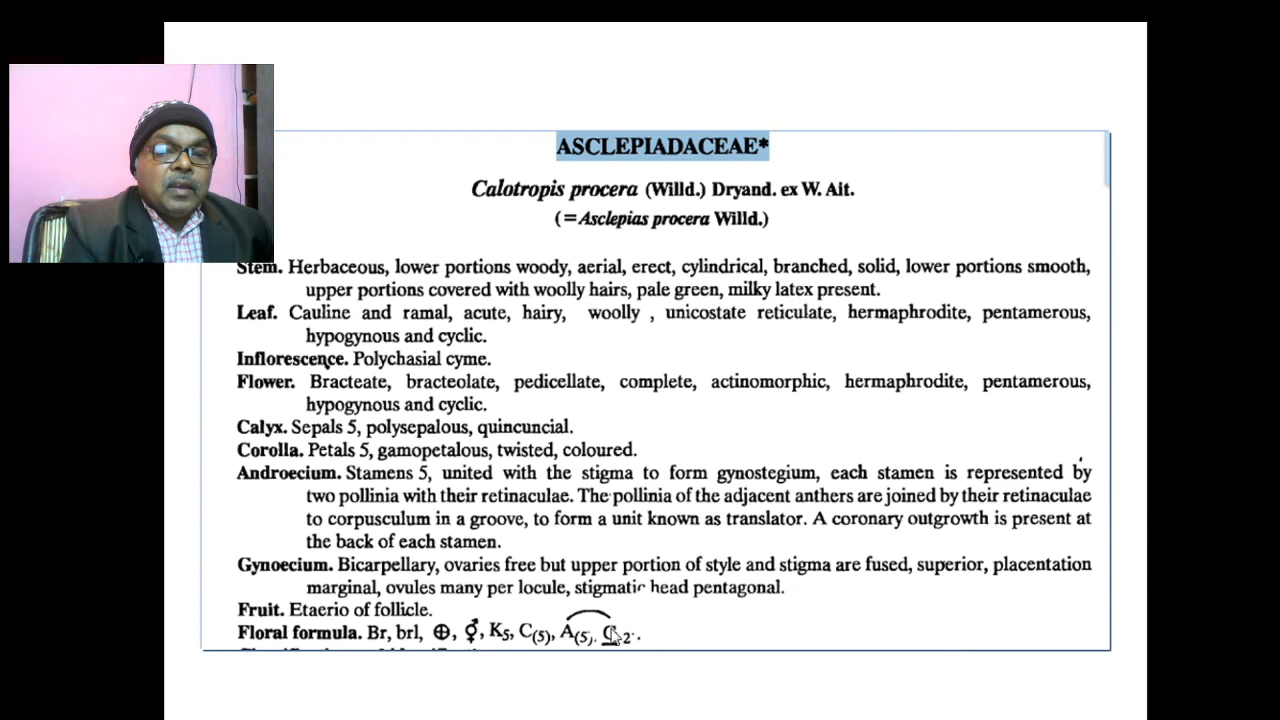 ASCLEPIADACEAE*
Calotropis procera (Willd.) Dryand. ex W. Ait.
(=Asclepias procera Willd.)
Stem. Herbaceous, lower portions woody, aerial, erect, cylindrical, branched, solid, lower portions smooth,
upper portions covered with woolly hairs, pale green, milky latex present.
Leaf. Cauline and ramal, acute, hairy, woolly , unicostate reticulate, hermaphrodite, pentamerous,
hypogynous and cyclic.
Inflorescence. Polychasial cyme.
Flower. Bracteate, bracteolate, pedicellate, complete, actinomorphic, hermaphrodite, pentamerous,
hypogynous and cyclic.
Calyx. Sepals 5, polysepalous, quincuncial.
Corolla. Petals 5, gamopetalous, twisted, coloured.
Androecium. Stamens 5, united with the stigma to form gynostegium, each stamen is represented by
two pollinia with their retinaculae. The pollinia of the adjacent anthers are joined by their retinaculae
to corpusculum in a groove, to form a unit known as translator. A coronary outgrowth is present at
the back of each stamen.
Gynoecium. Bicarpellary, ovaries free but upper portion of style and stigma are fused, superior, placentation
marginal, ovules many per locule, stigmatic head pentagonal.
Fruit. Etaerio of follicle.
Floral formula. Br, brl, ⊕, ⚥, K5, C(5), A(5),